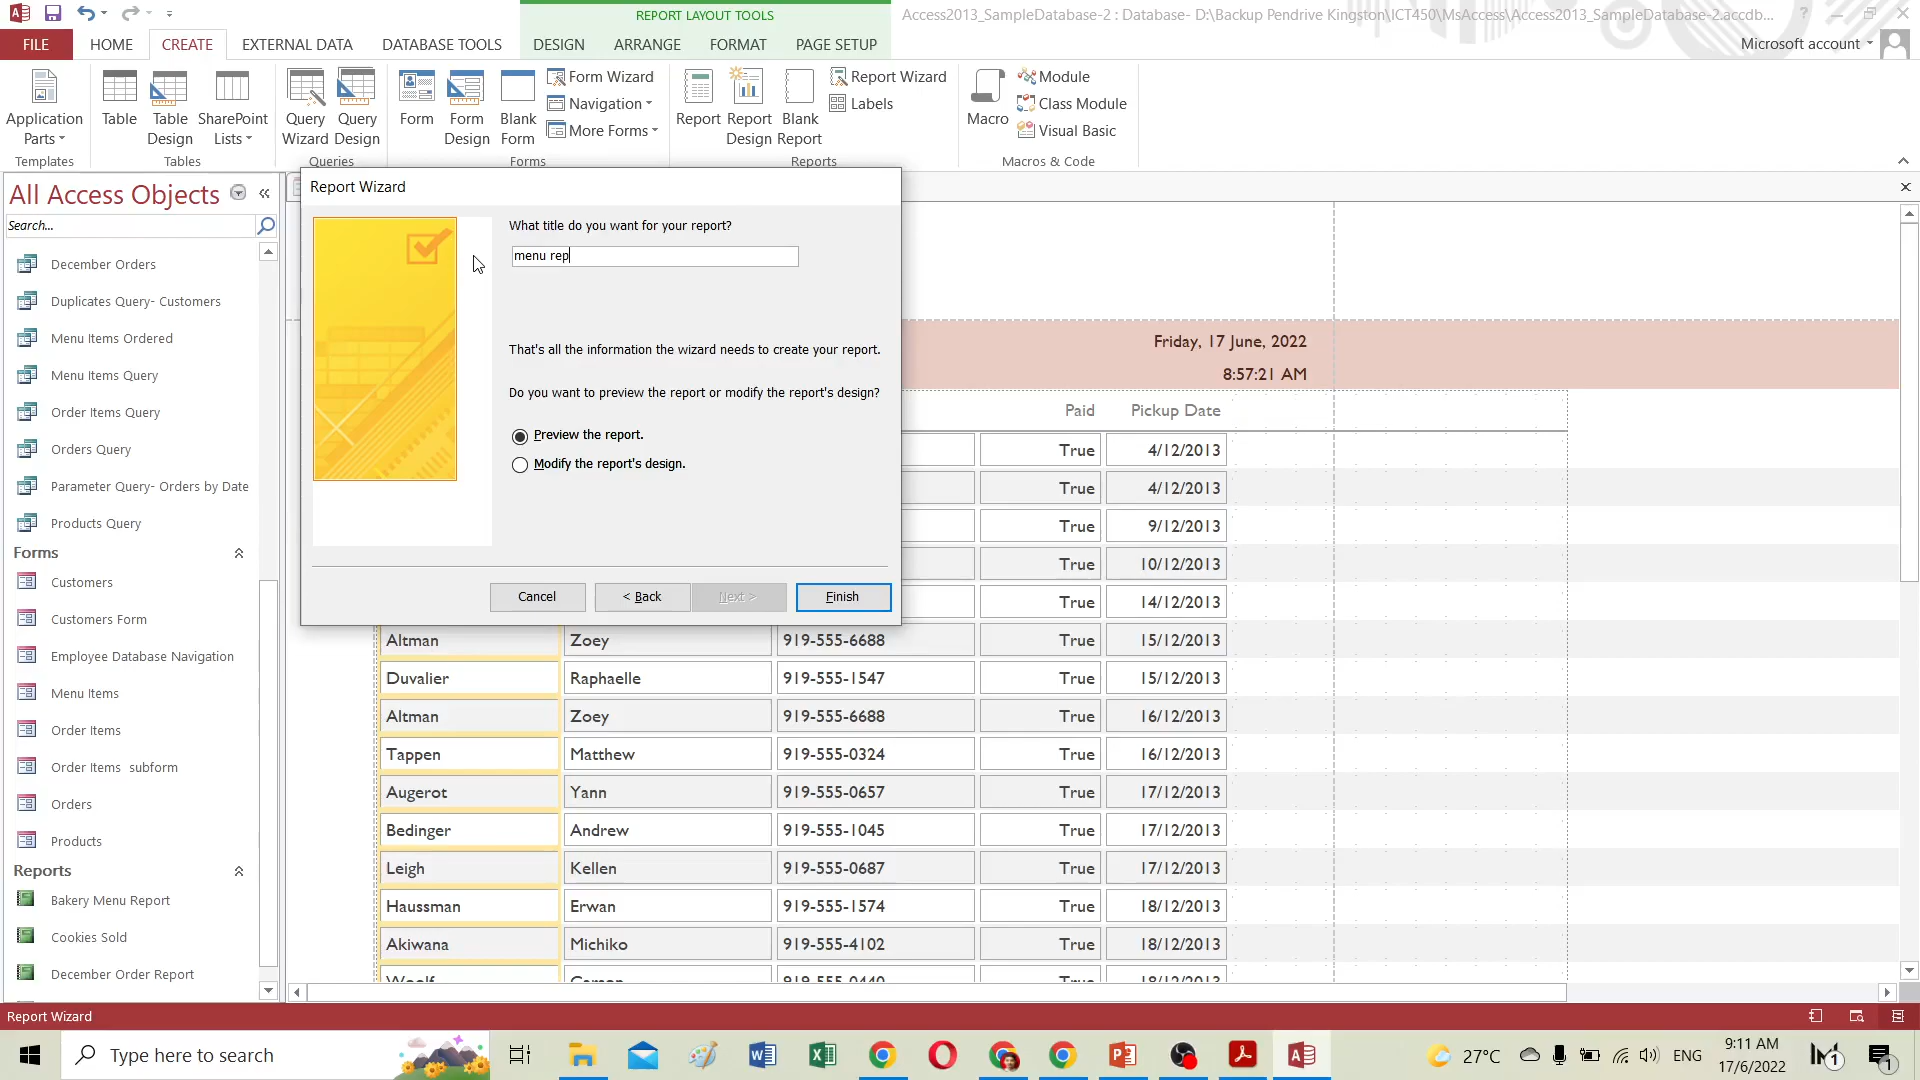 REPORT LAYOUT TOOLS
Access2013_SampleDatabase-2 : Database- D:\Backup Pendrive Kingston\ICT450\MsAccess\Access2013_SampleDatabase-2.accdb...
FILE
HOME
CREATE
EXTERNAL DATA
DATABASE TOOLS
DESIGN
ARRANGE
FORMAT
PAGE SETUP
Microsoft account
Application Parts
Table
Table Design
SharePoint Lists
Query Wizard
Query Design
Form
Form Design
Blank Form
Form Wizard
Navigation
More Forms
Report
Report Design
Blank Report
Report Wizard
Labels
Macro
Module
Class Module
Visual Basic
Templates
Tables
Queries
Forms
Reports
Macros & Code
All Access Objects
Search...
December Orders
Duplicates Query- Customers
Menu Items Ordered
Menu Items Query
Order Items Query
Orders Query
Parameter Query- Orders by Date
Products Query
Forms
Customers
Customers Form
Employee Database Navigation
Menu Items
Order Items
Order Items subform
Orders
Products
Reports
Bakery Menu Report
Cookies Sold
December Order Report
Report Wizard
What title do you want for your report?
menu rep
That's all the information the wizard needs to create your report.
Do you want to preview the report or modify the report's design?
Preview the report.
Modify the report's design.
Cancel
< Back
Next >
Finish
Friday, 17 June, 2022
8:57:21 AM
Paid Pickup Date
True 4/12/2013
True 4/12/2013
True 9/12/2013
True 10/12/2013
True 14/12/2013
Altman Zoey 919-555-6688 True 15/12/2013
Duvalier Raphaelle 919-555-1547 True 15/12/2013
Altman Zoey 919-555-6688 True 16/12/2013
Tappen Matthew 919-555-0324 True 16/12/2013
Augerot Yann 919-555-0657 True 17/12/2013
Bedinger Andrew 919-555-1045 True 17/12/2013
Leigh Kellen 919-555-0687 True 17/12/2013
Haussman Erwan 919-555-1574 True 18/12/2013
Akiwana Michiko 919-555-4102 True 18/12/2013
Report Wizard
Type here to search
27°C
ENG
9:11 AM
17/6/2022
1
1